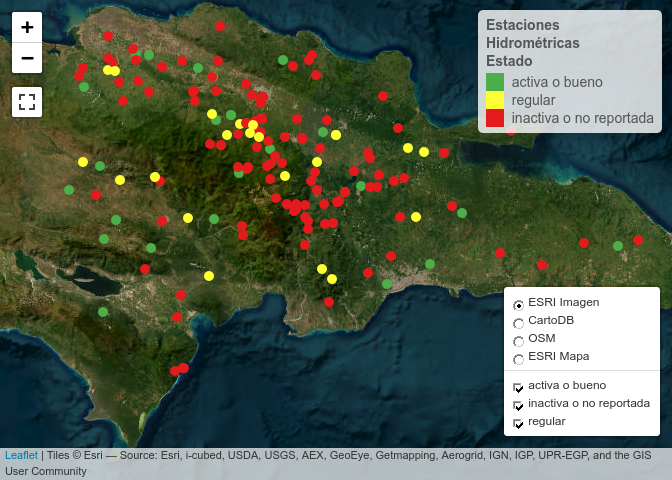 +
−
Estaciones
Hidrométricas
Estado
activa o bueno
regular
inactiva o no reportada
ESRI Imagen
CartoDB
OSM
ESRI Mapa
activa o bueno
inactiva o no reportada
regular
Leaflet | Tiles © Esri — Source: Esri, i-cubed, USDA, USGS, AEX, GeoEye, Getmapping, Aerogrid, IGN, IGP, UPR-EGP, and the GIS
User Community